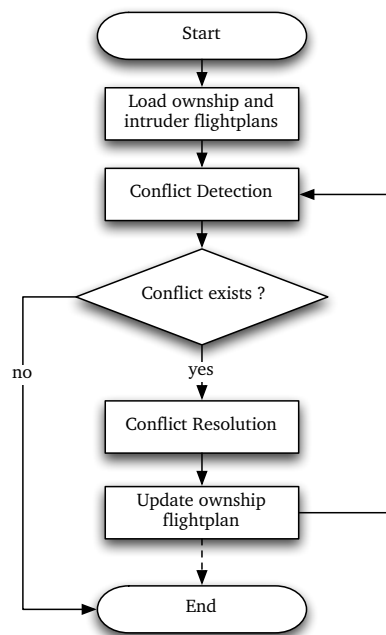 Start
Load ownship and
intruder flightplans
Conflict Detection
Conflict exists ?
no
yes
Conflict Resolution
Update ownship
flightplan
End